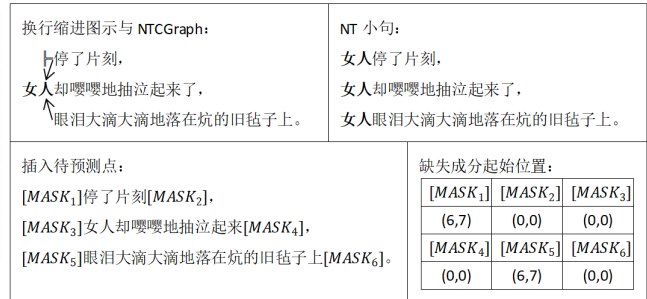 换行缩进图示与 NTCGraph:
停了片刻,
女人却嘤嘤地抽泣起来了,
眼泪大滴大滴地落在炕的旧毡子上。
NT 小句:
女人停了片刻,
女人却嘤嘤地抽泣起来了,
女人眼泪大滴大滴地落在炕的旧毡子上。
插入待预测点:
[MASK₁]停了片刻[MASK₂],
[MASK₃]女人却嘤嘤地抽泣起来[MASK₄],
[MASK₅]眼泪大滴大滴地落在炕的旧毡子上[MASK₆]。
缺失成分起始位置:
[MASK₁] [MASK₂] [MASK₃]
(6,7) (0,0) (0,0)
[MASK₄] [MASK₅] [MASK₆]
(0,0) (6,7) (0,0)